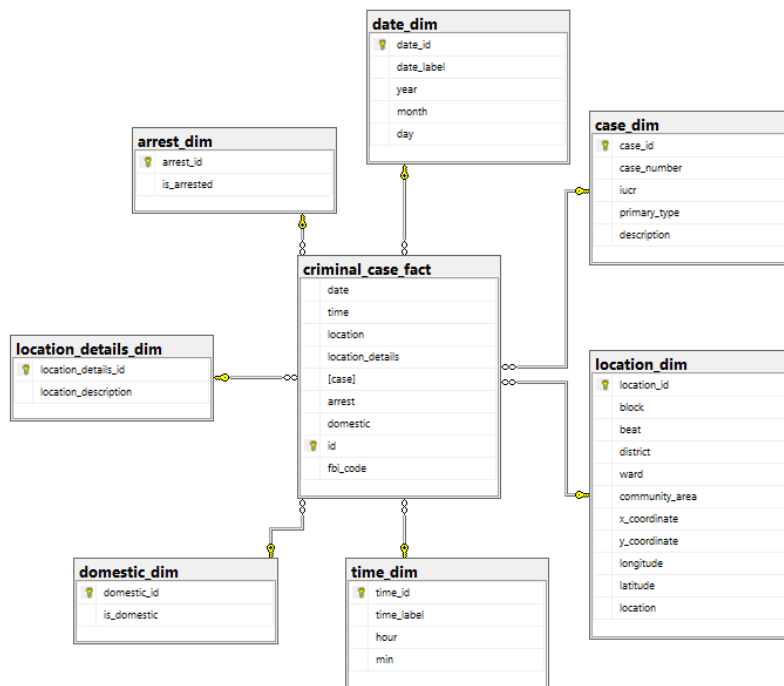 date_dim
date_id
date_label
year
month
day
case_dim
case_id
case_number
iucr
primary_type
description
arrest_dim
arrest_id
is_arrested
criminal_case_fact
date
time
location
location_details
[case]
arrest
domestic
id
fbi_code
location_details_dim
location_details_id
location_description
location_dim
location_id
block
beat
district
ward
community_area
x_coordinate
y_coordinate
longitude
latitude
location
domestic_dim
domestic_id
is_domestic
time_dim
time_id
time_label
hour
min